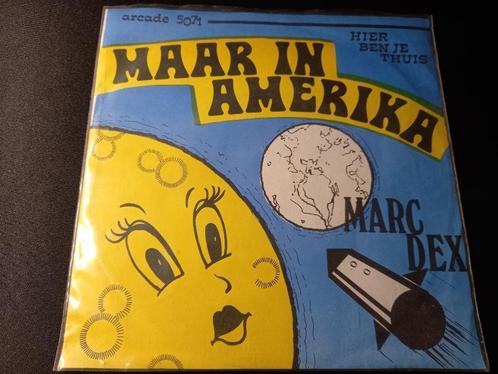 arcade 5071
HIER
BEN JE
THUIS
MAAR IN
AMERIKA
MARC
DEX